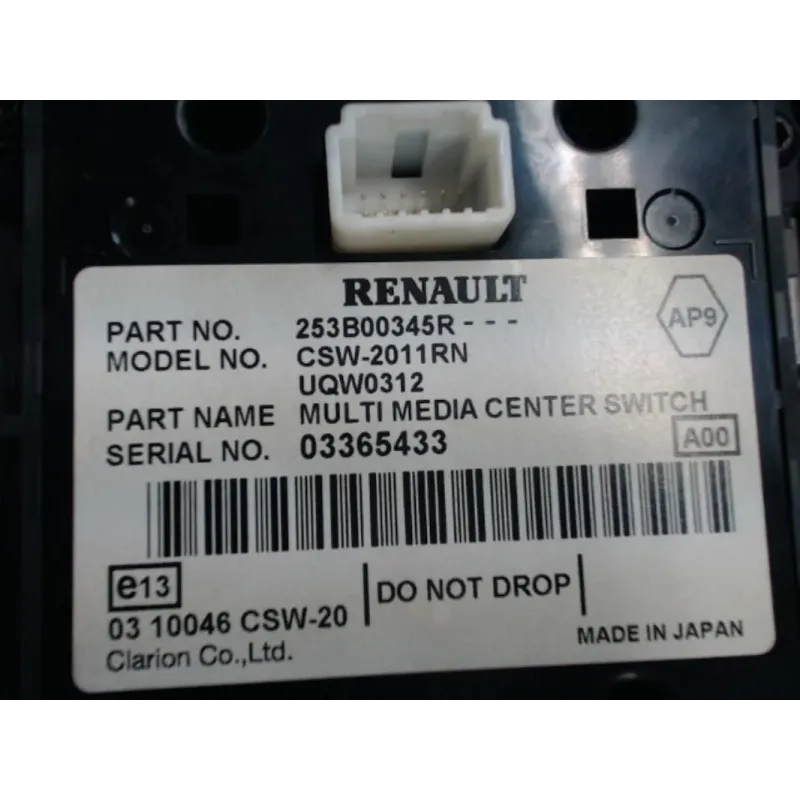 RENAULT
PART NO. 253B00345R---
AP9
MODEL NO. CSW-2011RN
UQW0312
PART NAME MULTI MEDIA CENTER SWITCH
SERIAL NO. 03365433
A00
e13
DO NOT DROP
03 10046 CSW-20
MADE IN JAPAN
Clarion Co.,Ltd.